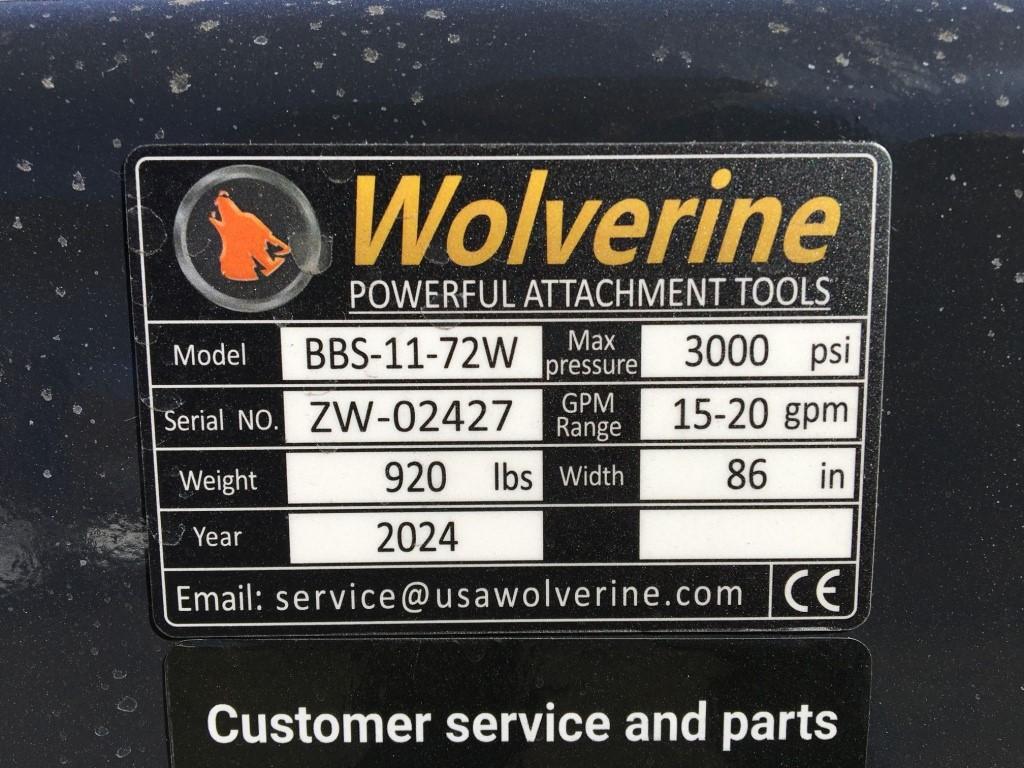 Wolverine
POWERFUL ATTACHMENT TOOLS
Model BBS-11-72W Max pressure 3000 psi
Serial NO. ZW-02427 GPM Range 15-20 gpm
Weight 920 lbs Width 86 in
Year 2024
Email: service@usawolverine.com CE
Customer service and parts